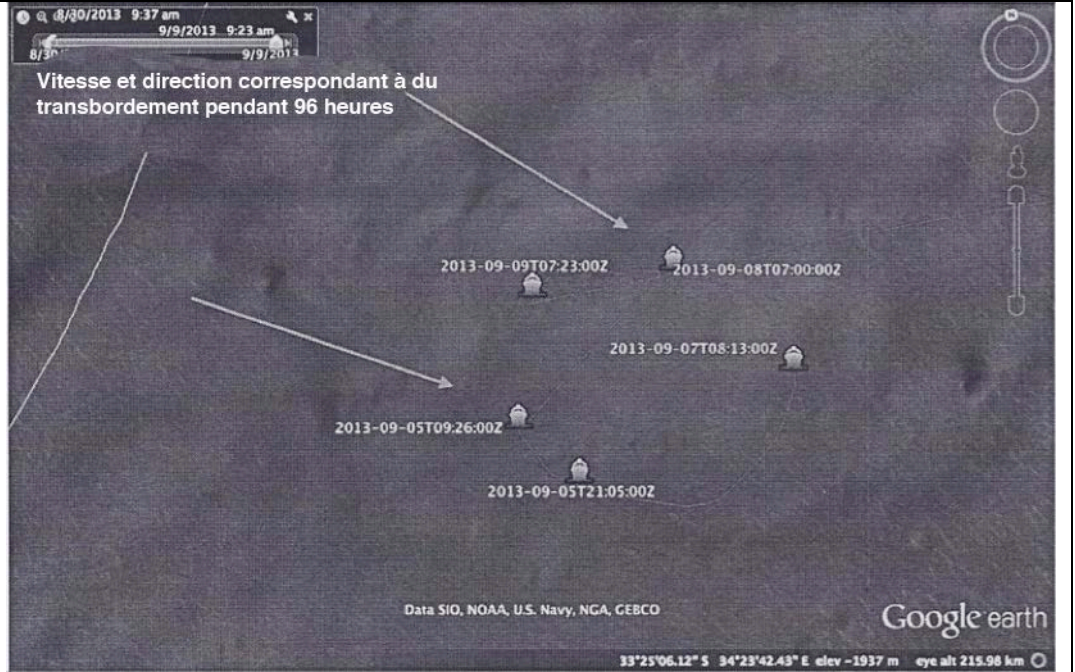 8/30/2013 9:37 am
9/9/2013 9:23 am
8/30
9/9/2013
Vitesse et direction correspondant à du
transbordement pendant 96 heures
2013-09-09T07:23:00Z
2013-09-08T07:00:00Z
2013-09-07T08:13:00Z
2013-09-05T09:26:00Z
2013-09-05T21:05:00Z
Data SIO, NOAA, U.S. Navy, NGA, GEBCO
Google earth
33°25'06.12" S 34°23'42.43" E elev -1937 m eye alt 215.98 km